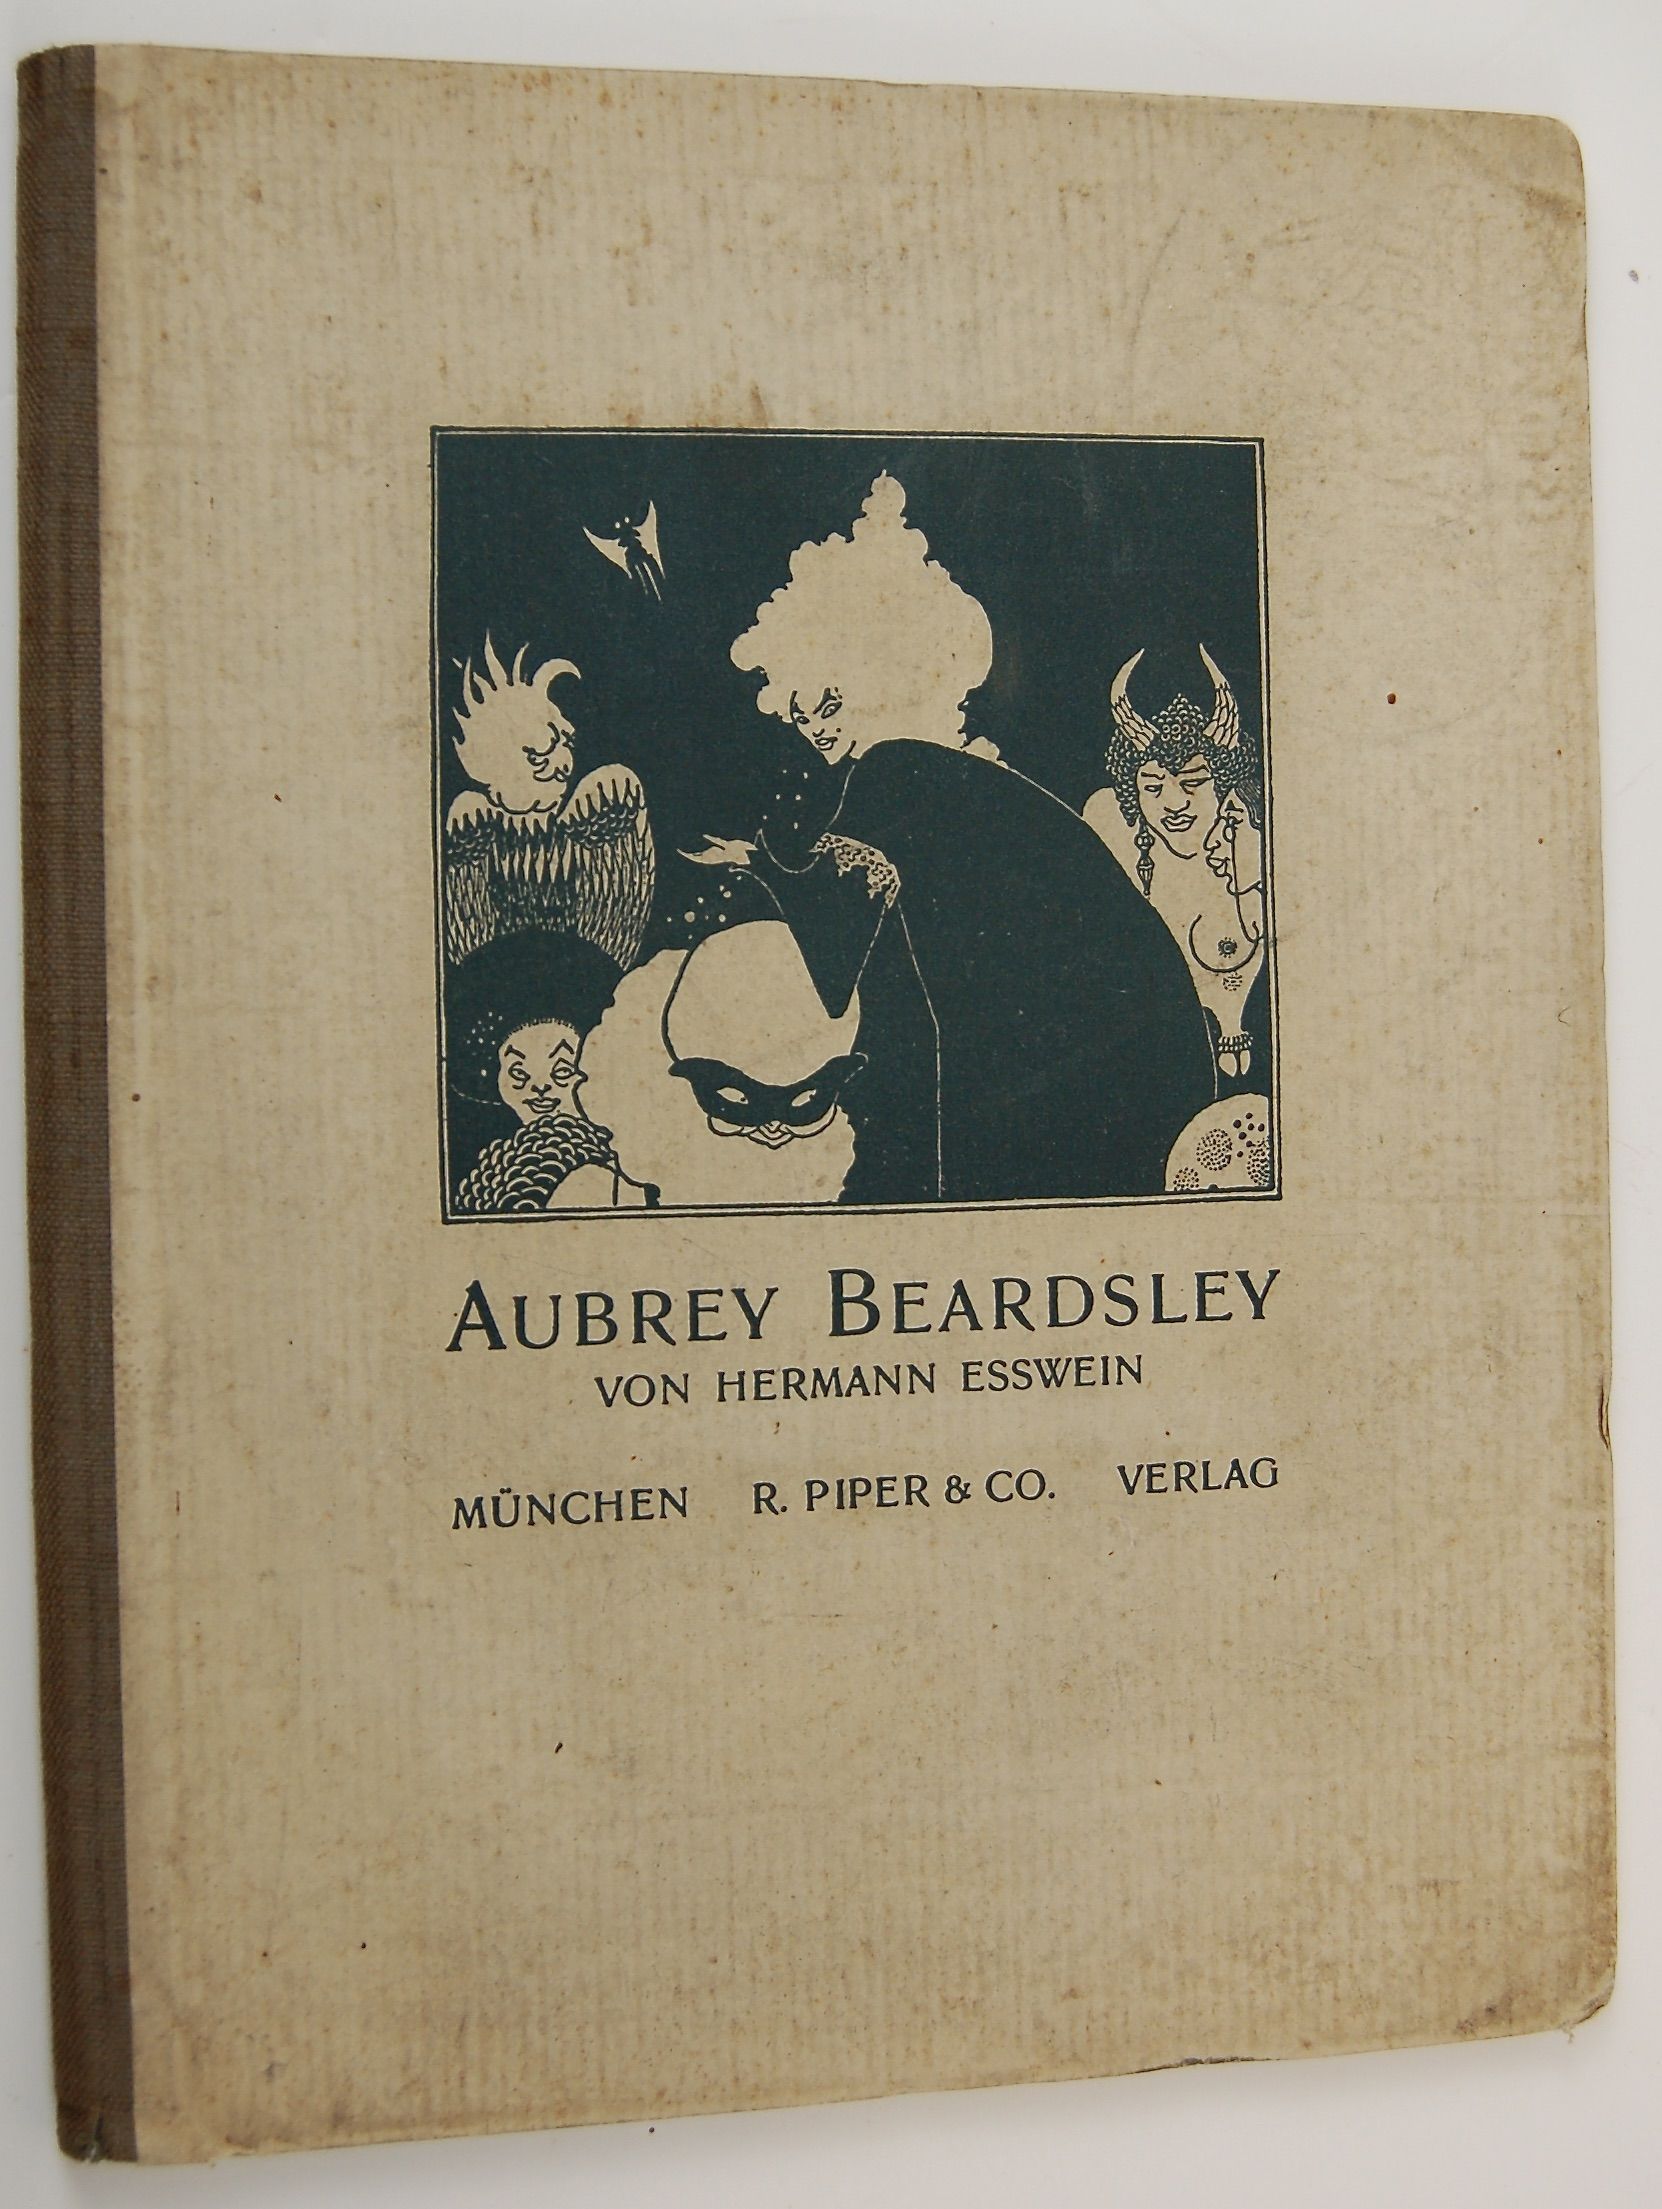 AUBREY BEARDSLEY
VON HERMANN ESSWEIN
MÜNCHEN R. PIPER & CO. VERLAG